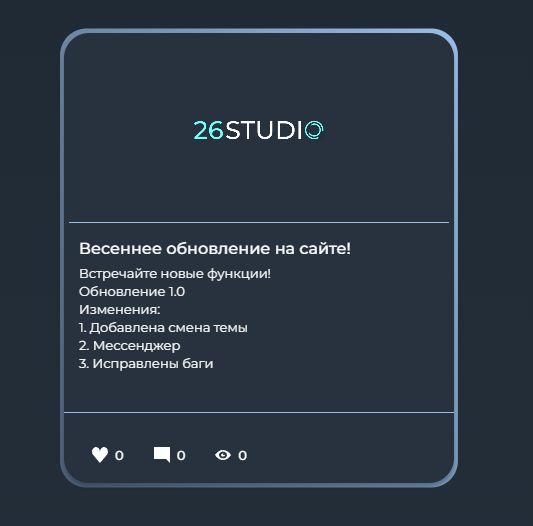 26STUDIO
Весеннее обновление на сайте!
Встречайте новые функции!
Обновление 1.0
Изменения:
1. Добавлена смена темы
2. Мессенджер
3. Исправлены баги
0 0 0